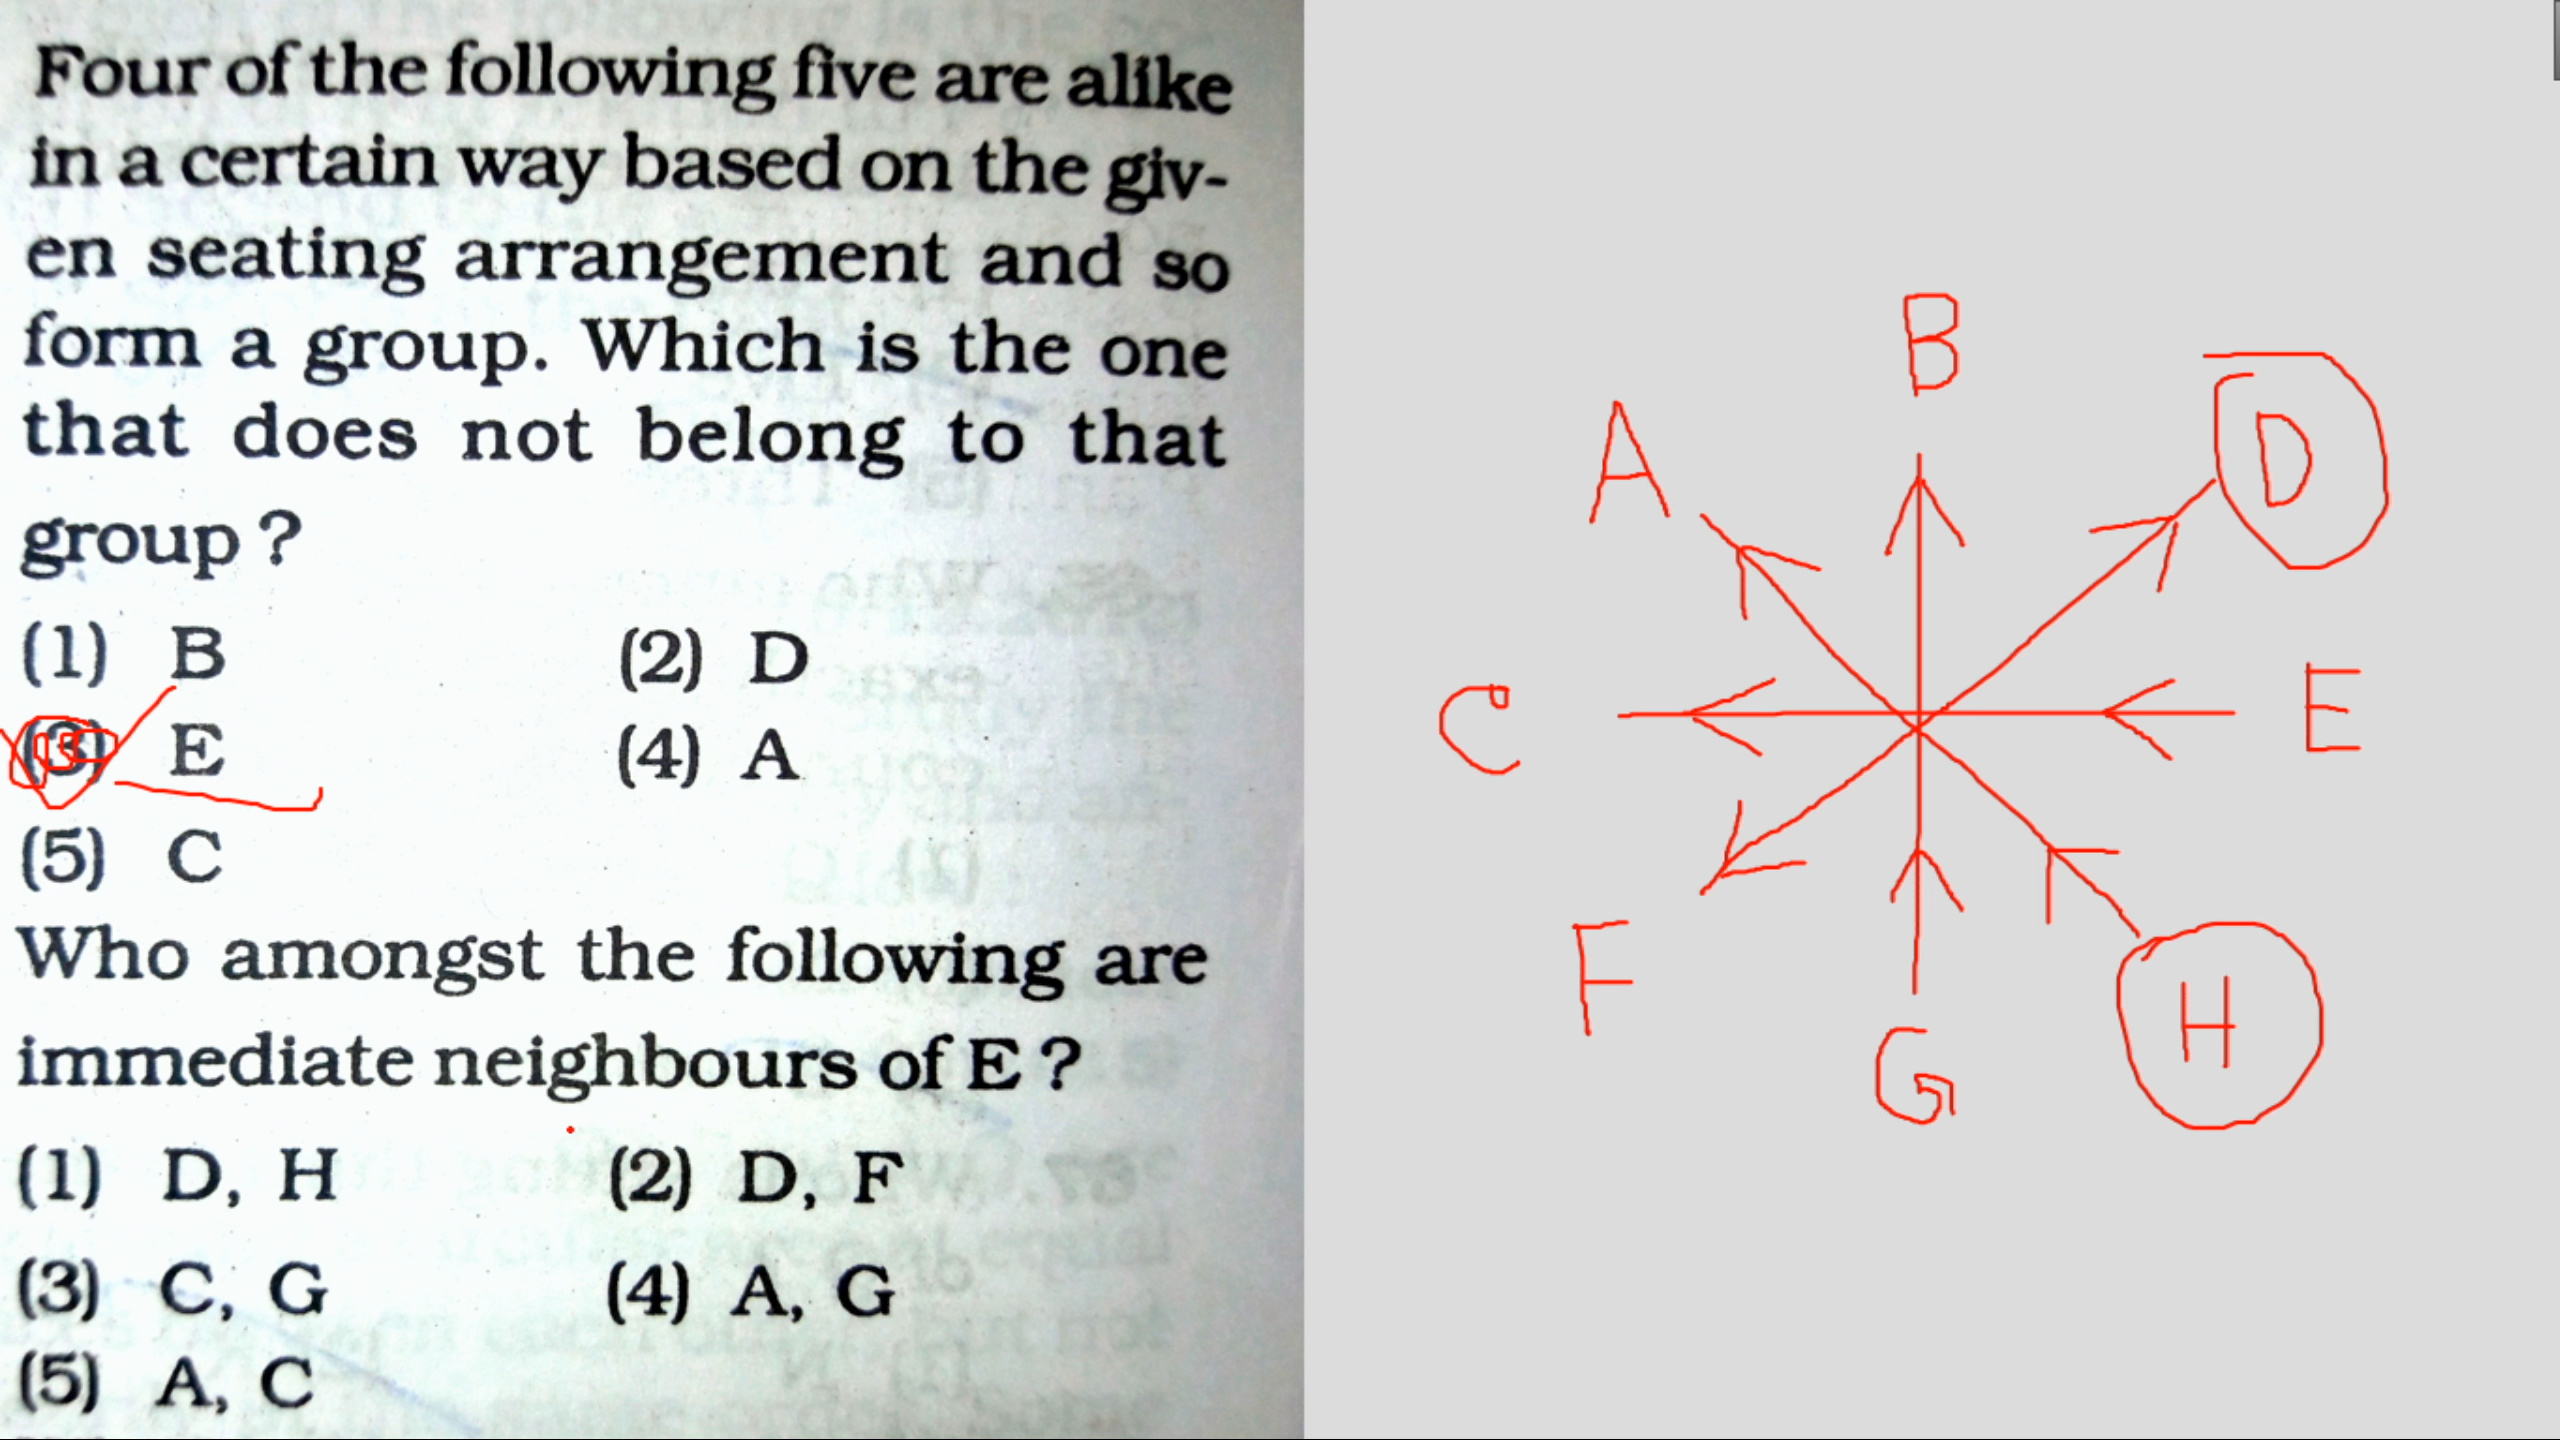 Four of the following five are alike
in a certain way based on the giv-
en seating arrangement and so
form a group. Which is the one
that does not belong to that
group ?
(1) B (2) D
(3) E (4) A
(5) C
Who amongst the following are
immediate neighbours of E ?
(1) D, H (2) D, F
(3) C, G (4) A, G
(5) A, C
B
A D
C E
F H
G